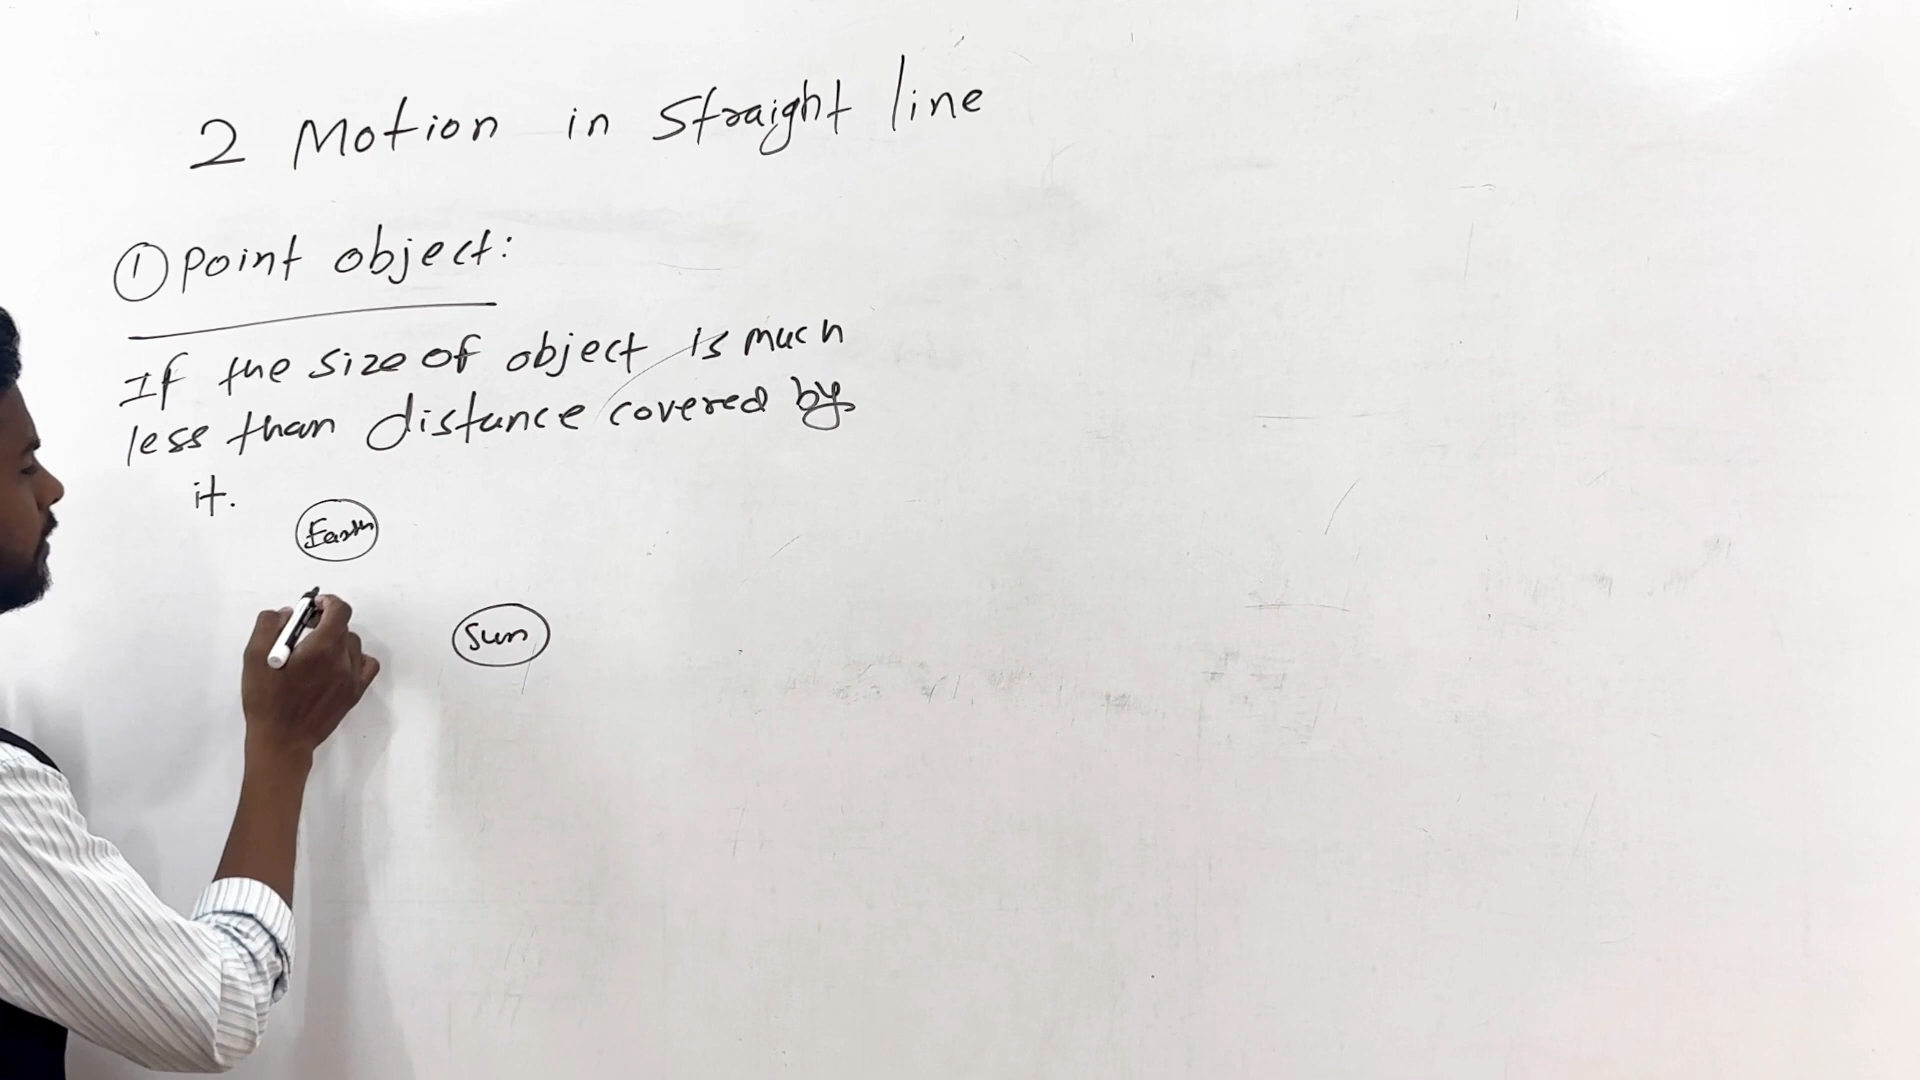 2 Motion in Straight line
① Point object:
If the size of object is much
less than distance covered by
it.
Earth
Sun